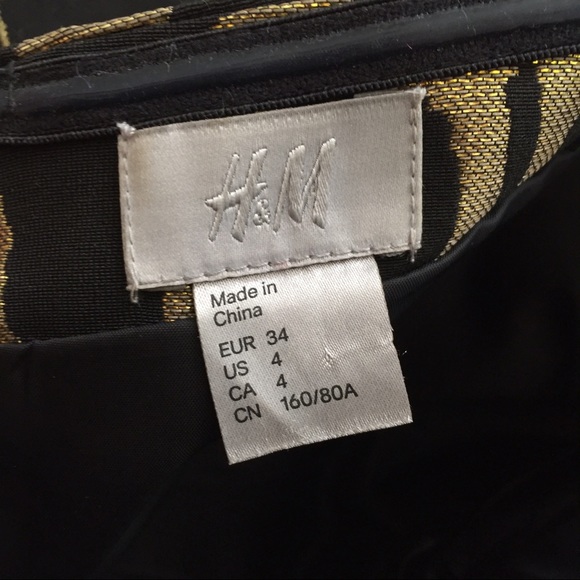 H&M
Made in
China
EUR 34
US 4
CA 4
CN 160/80A